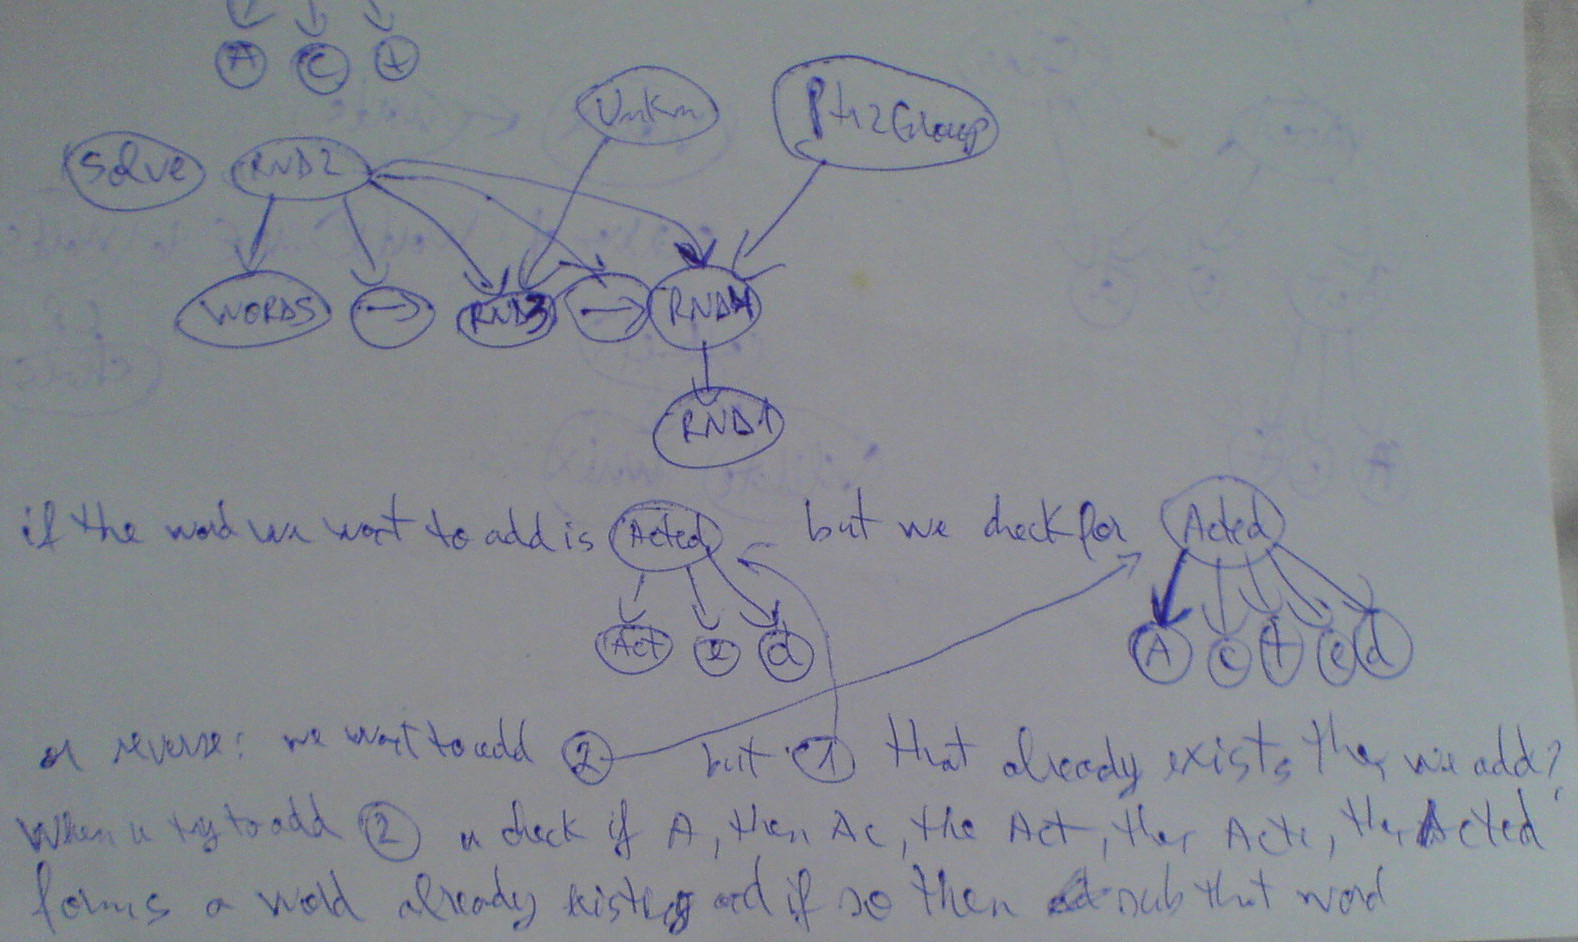 A C t
Unkn Ptr2Group
Solve RND2
WORDS → RND3 → RND4
RND1
if the word we want to add is Acted but we check for Acted
Act e d A c t e d
or reverse: we want to add 2 but 1 that already exists then we add?
When u try to add 2 u check if A, then Ac, the Act, then Acte, then Acted
forms a word already existing and if so then sub that word